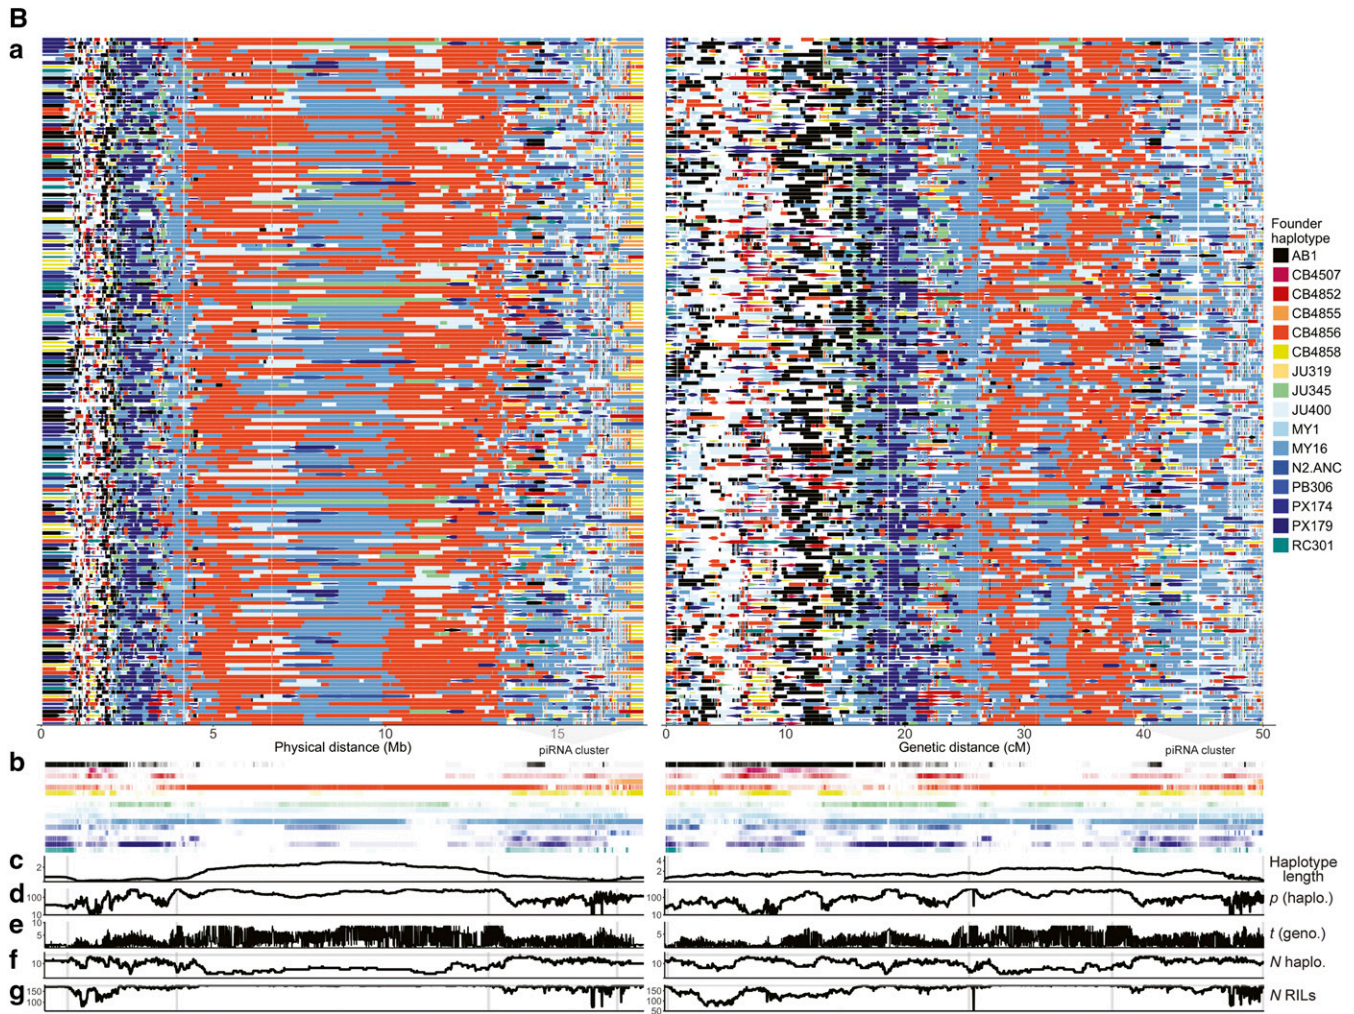 B
a
0
5
10
15
Physical distance (Mb)
piRNA cluster
0
10
20
30
40
50
Genetic distance (cM)
piRNA cluster
Founder
haplotype
AB1
CB4507
CB4852
CB4855
CB4856
CB4858
JU319
JU345
JU400
MY1
MY16
N2.ANC
PB306
PX174
PX179
RC301
b
c
2
4
2
Haplotype
length
d
100
10
100
10
p (haplo.)
e
10
5
5
t (geno.)
f
10
10
N haplo.
g
150
100
150
100
50
N RILs